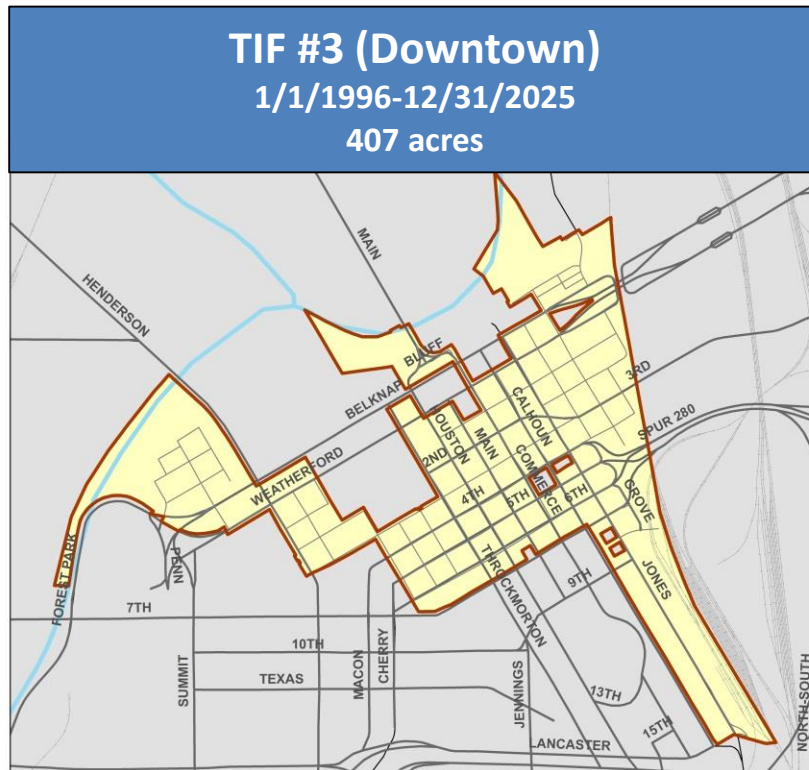 TIF #3 (Downtown)
1/1/1996-12/31/2025
407 acres
MAIN
HENDERSON
BLUFF
BELKNAP
3RD
CALHOUN
HOUSTON
MAIN
2ND
SPUR 280
WEATHERFORD
COMMERCE
4TH
5TH
6TH
GROVE
PENN
FOREST PARK
THROCKMORTON
JONES
9TH
7TH
10TH
MACON
CHERRY
SUMMIT
TEXAS
JENNINGS
13TH
15TH
LANCASTER
NORTH-SOUTH